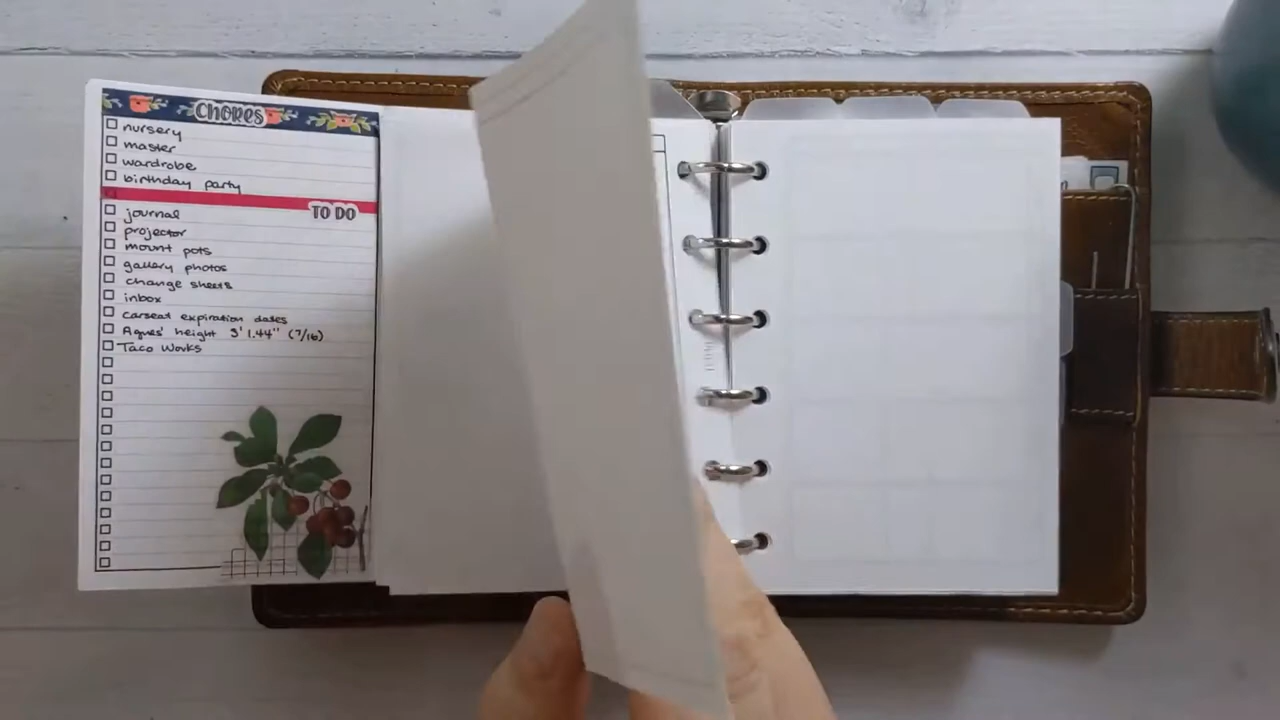 Chores
nursery
master
wardrobe
birthday party
TO DO
journal
projector
mount pots
gallery photos
change sheets
inbox
carseat expiration dates
Agnes' height 3' 1.44" (7/16)
Taco Works